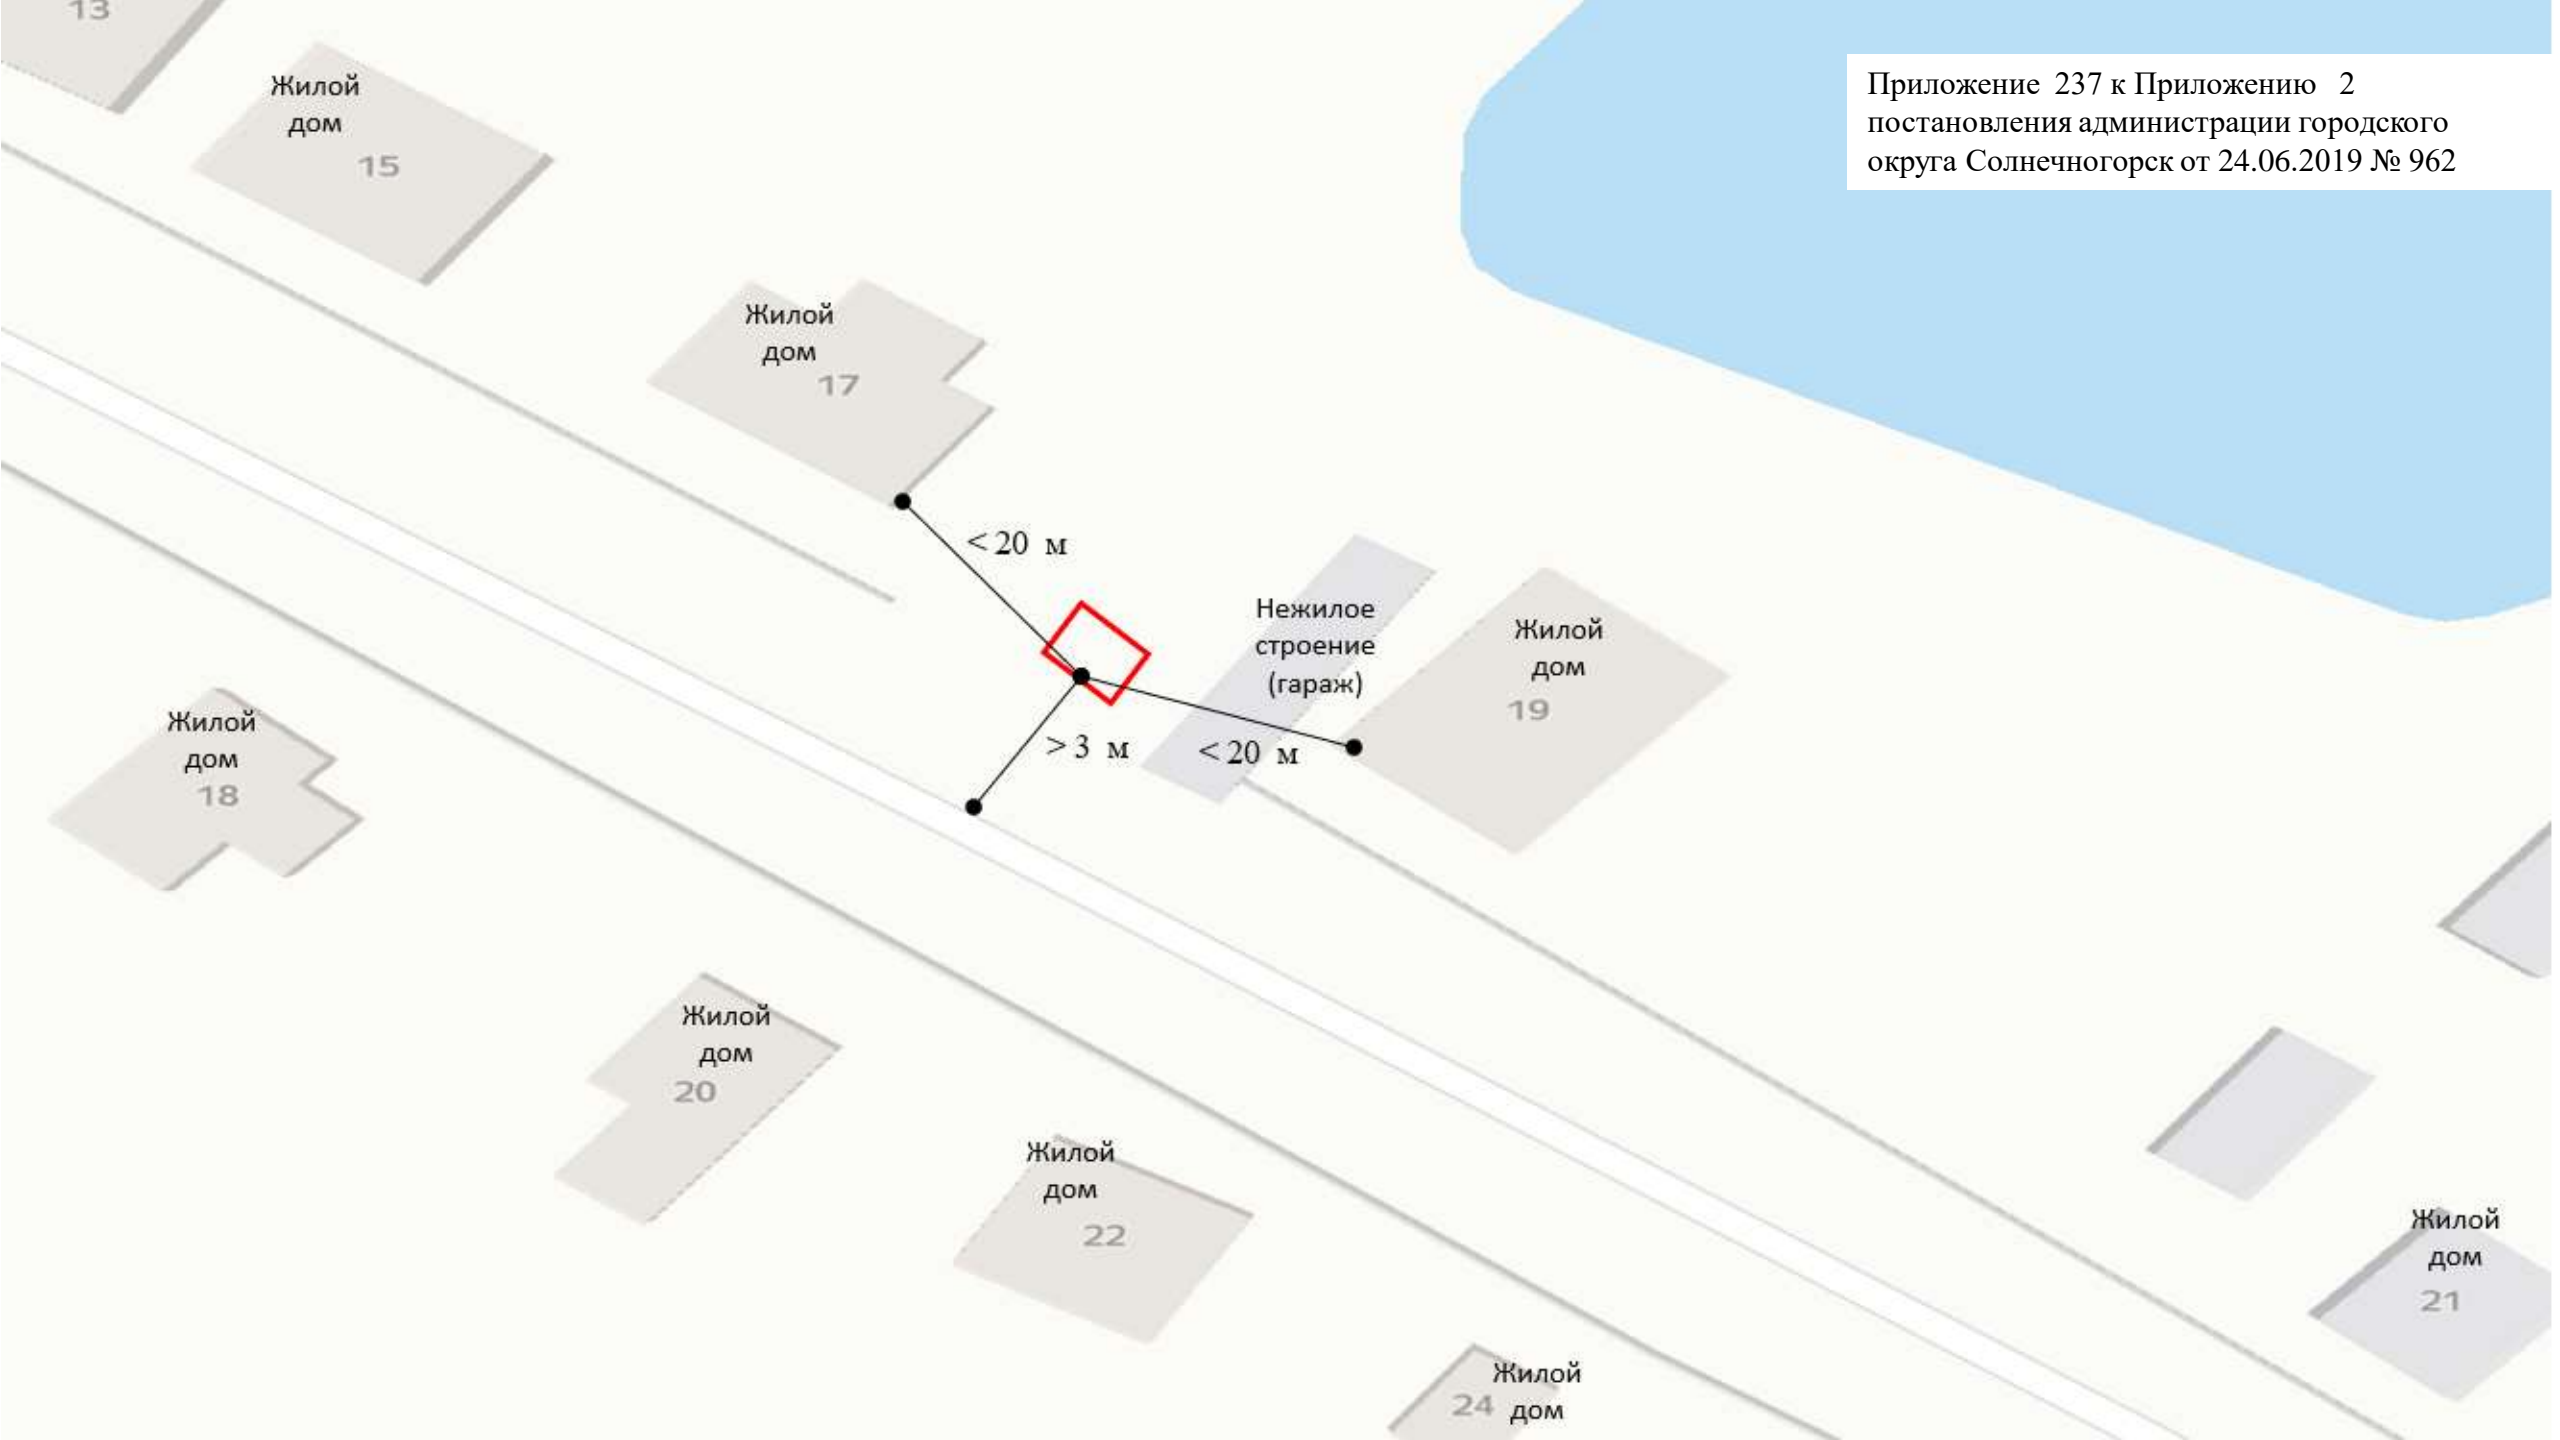 13
Приложение 237 к Приложению 2
постановления администрации городского
округа Солнечногорск от 24.06.2019 № 962
Жилой
дом
15
Жилой
дом
17
< 20 м
Нежилое
строение
(гараж)
Жилой
дом
19
> 3 м
< 20 м
Жилой
дом
18
Жилой
дом
20
Жилой
дом
22
Жилой
дом
21
Жилой
дом
24